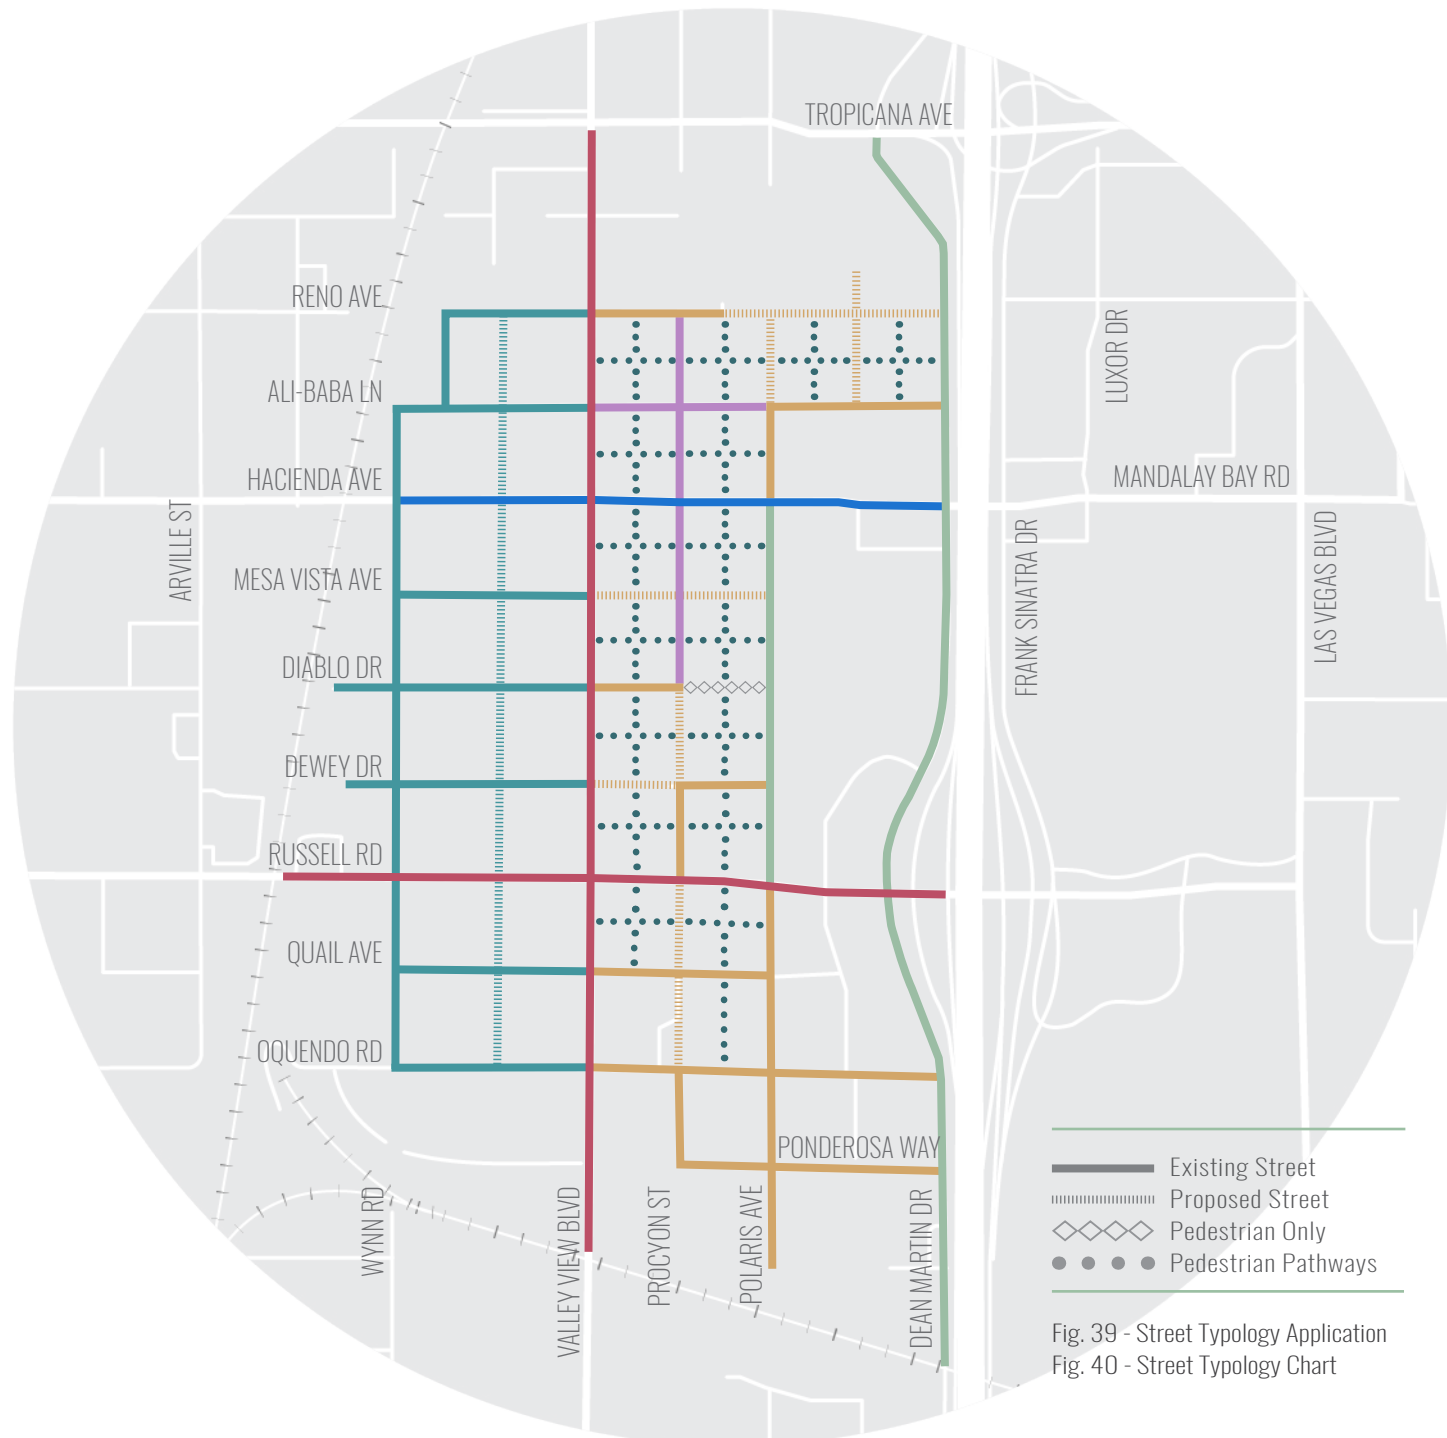 TROPICANA AVE
RENO AVE
LUXOR DR
ALI-BABA LN
HACIENDA AVE
MANDALAY BAY RD
ARVILLE ST
FRANK SINATRA DR
LAS VEGAS BLVD
MESA VISTA AVE
DIABLO DR
DEWEY DR
RUSSELL RD
QUAIL AVE
OQUENDO RD
PONDEROSA WAY
WYNN RD
VALLEY VIEW BLVD
PROCYON ST
POLARIS AVE
DEAN MARTIN DR
Existing Street
Proposed Street
Pedestrian Only
Pedestrian Pathways
Fig. 39 - Street Typology Application
Fig. 40 - Street Typology Chart